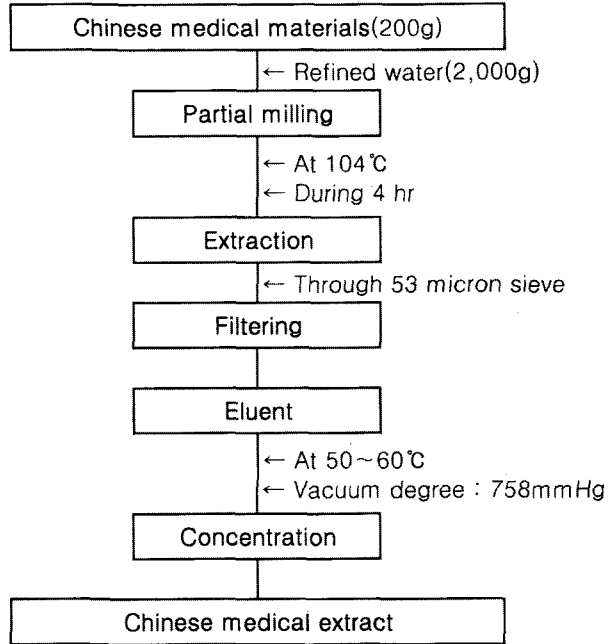 Chinese medical materials(200g)
← Refined water(2,000g)
Partial milling
← At 104℃
← During 4 hr
Extraction
← Through 53 micron sieve
Filtering
Eluent
← At 50~60℃
← Vacuum degree : 758mmHg
Concentration
Chinese medical extract